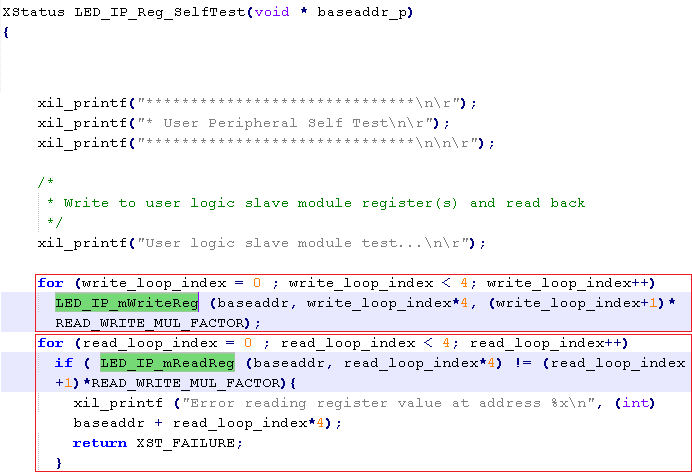 XStatus LED_IP_Reg_SelfTest(void * baseaddr_p)
{
xil_printf("******************************\n\r");
xil_printf("* User Peripheral Self Test\n\r");
xil_printf("******************************\n\n\r");
/*
* Write to user logic slave module register(s) and read back
*/
xil_printf("User logic slave module test...\n\r");
for (write_loop_index = 0 ; write_loop_index < 4; write_loop_index++)
LED_IP_mWriteReg (baseaddr, write_loop_index*4, (write_loop_index+1)*
READ_WRITE_MUL_FACTOR);
for (read_loop_index = 0 ; read_loop_index < 4; read_loop_index++)
if ( LED_IP_mReadReg (baseaddr, read_loop_index*4) != (read_loop_index
+1)*READ_WRITE_MUL_FACTOR){
xil_printf ("Error reading register value at address %x\n", (int)
baseaddr + read_loop_index*4);
return XST_FAILURE;
}